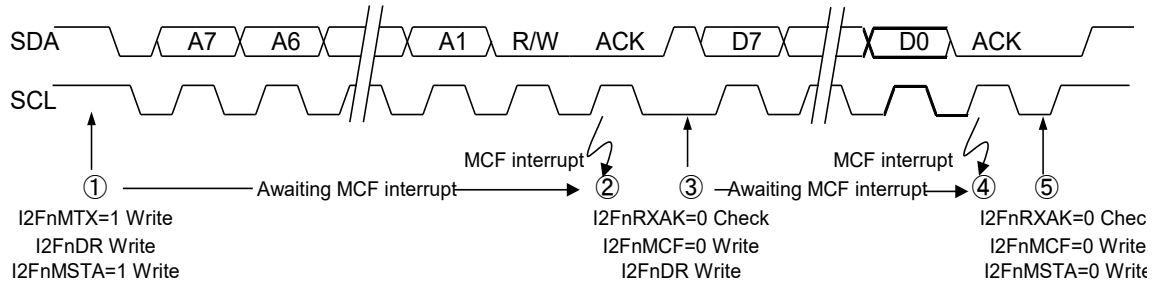 SDA A7 A6 A1 R/W ACK D7 D0 ACK
SCL
MCF interrupt MCF interrupt
① Awaiting MCF interrupt ② ③ Awaiting MCF interrupt ④ ⑤
I2FnMTX=1 Write I2FnRXAK=0 Check I2FnRXAK=0 Chec
I2FnDR Write I2FnMCF=0 Write I2FnMCF=0 Write
I2FnMSTA=1 Write I2FnDR Write I2FnMSTA=0 Write